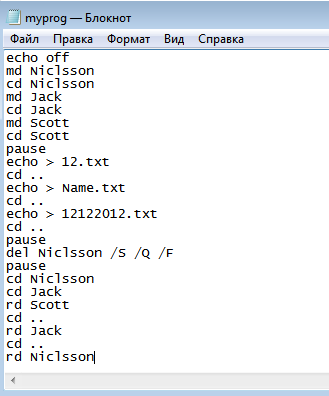 myprog — Блокнот
Файл Правка Формат Вид Справка
echo off
md Niclsson
cd Niclsson
md Jack
cd Jack
md Scott
cd Scott
pause
echo > 12.txt
cd ..
echo > Name.txt
cd ..
echo > 12122012.txt
cd ..
pause
del Niclsson /S /Q /F
pause
cd Niclsson
cd Jack
rd Scott
cd ..
rd Jack
cd ..
rd Niclsson